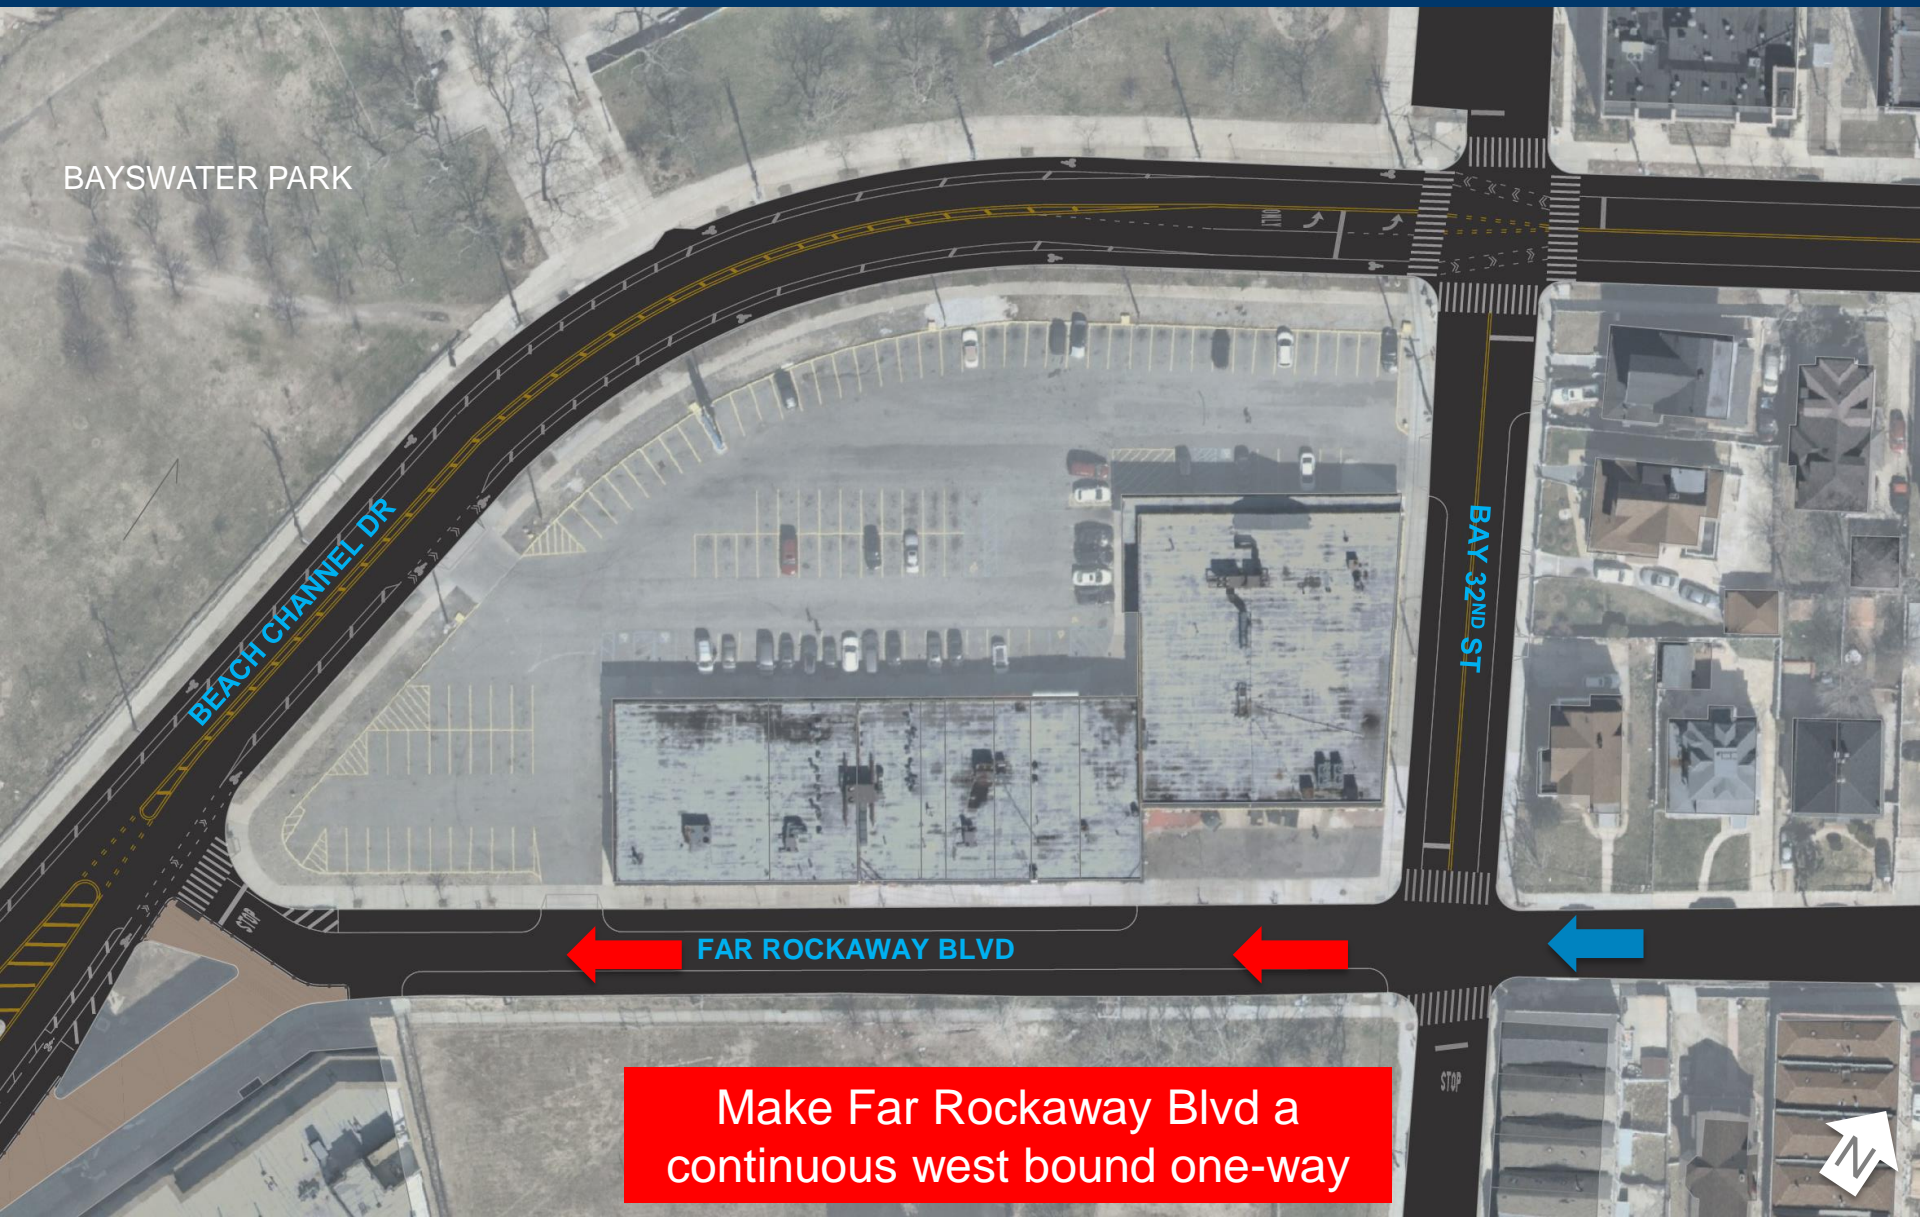 BAYSWATER PARK
ONLY
BEACH CHANNEL DR
BAY 32ND ST
STOP
FAR ROCKAWAY BLVD
STOP
Make Far Rockaway Blvd a
continuous west bound one-way
N